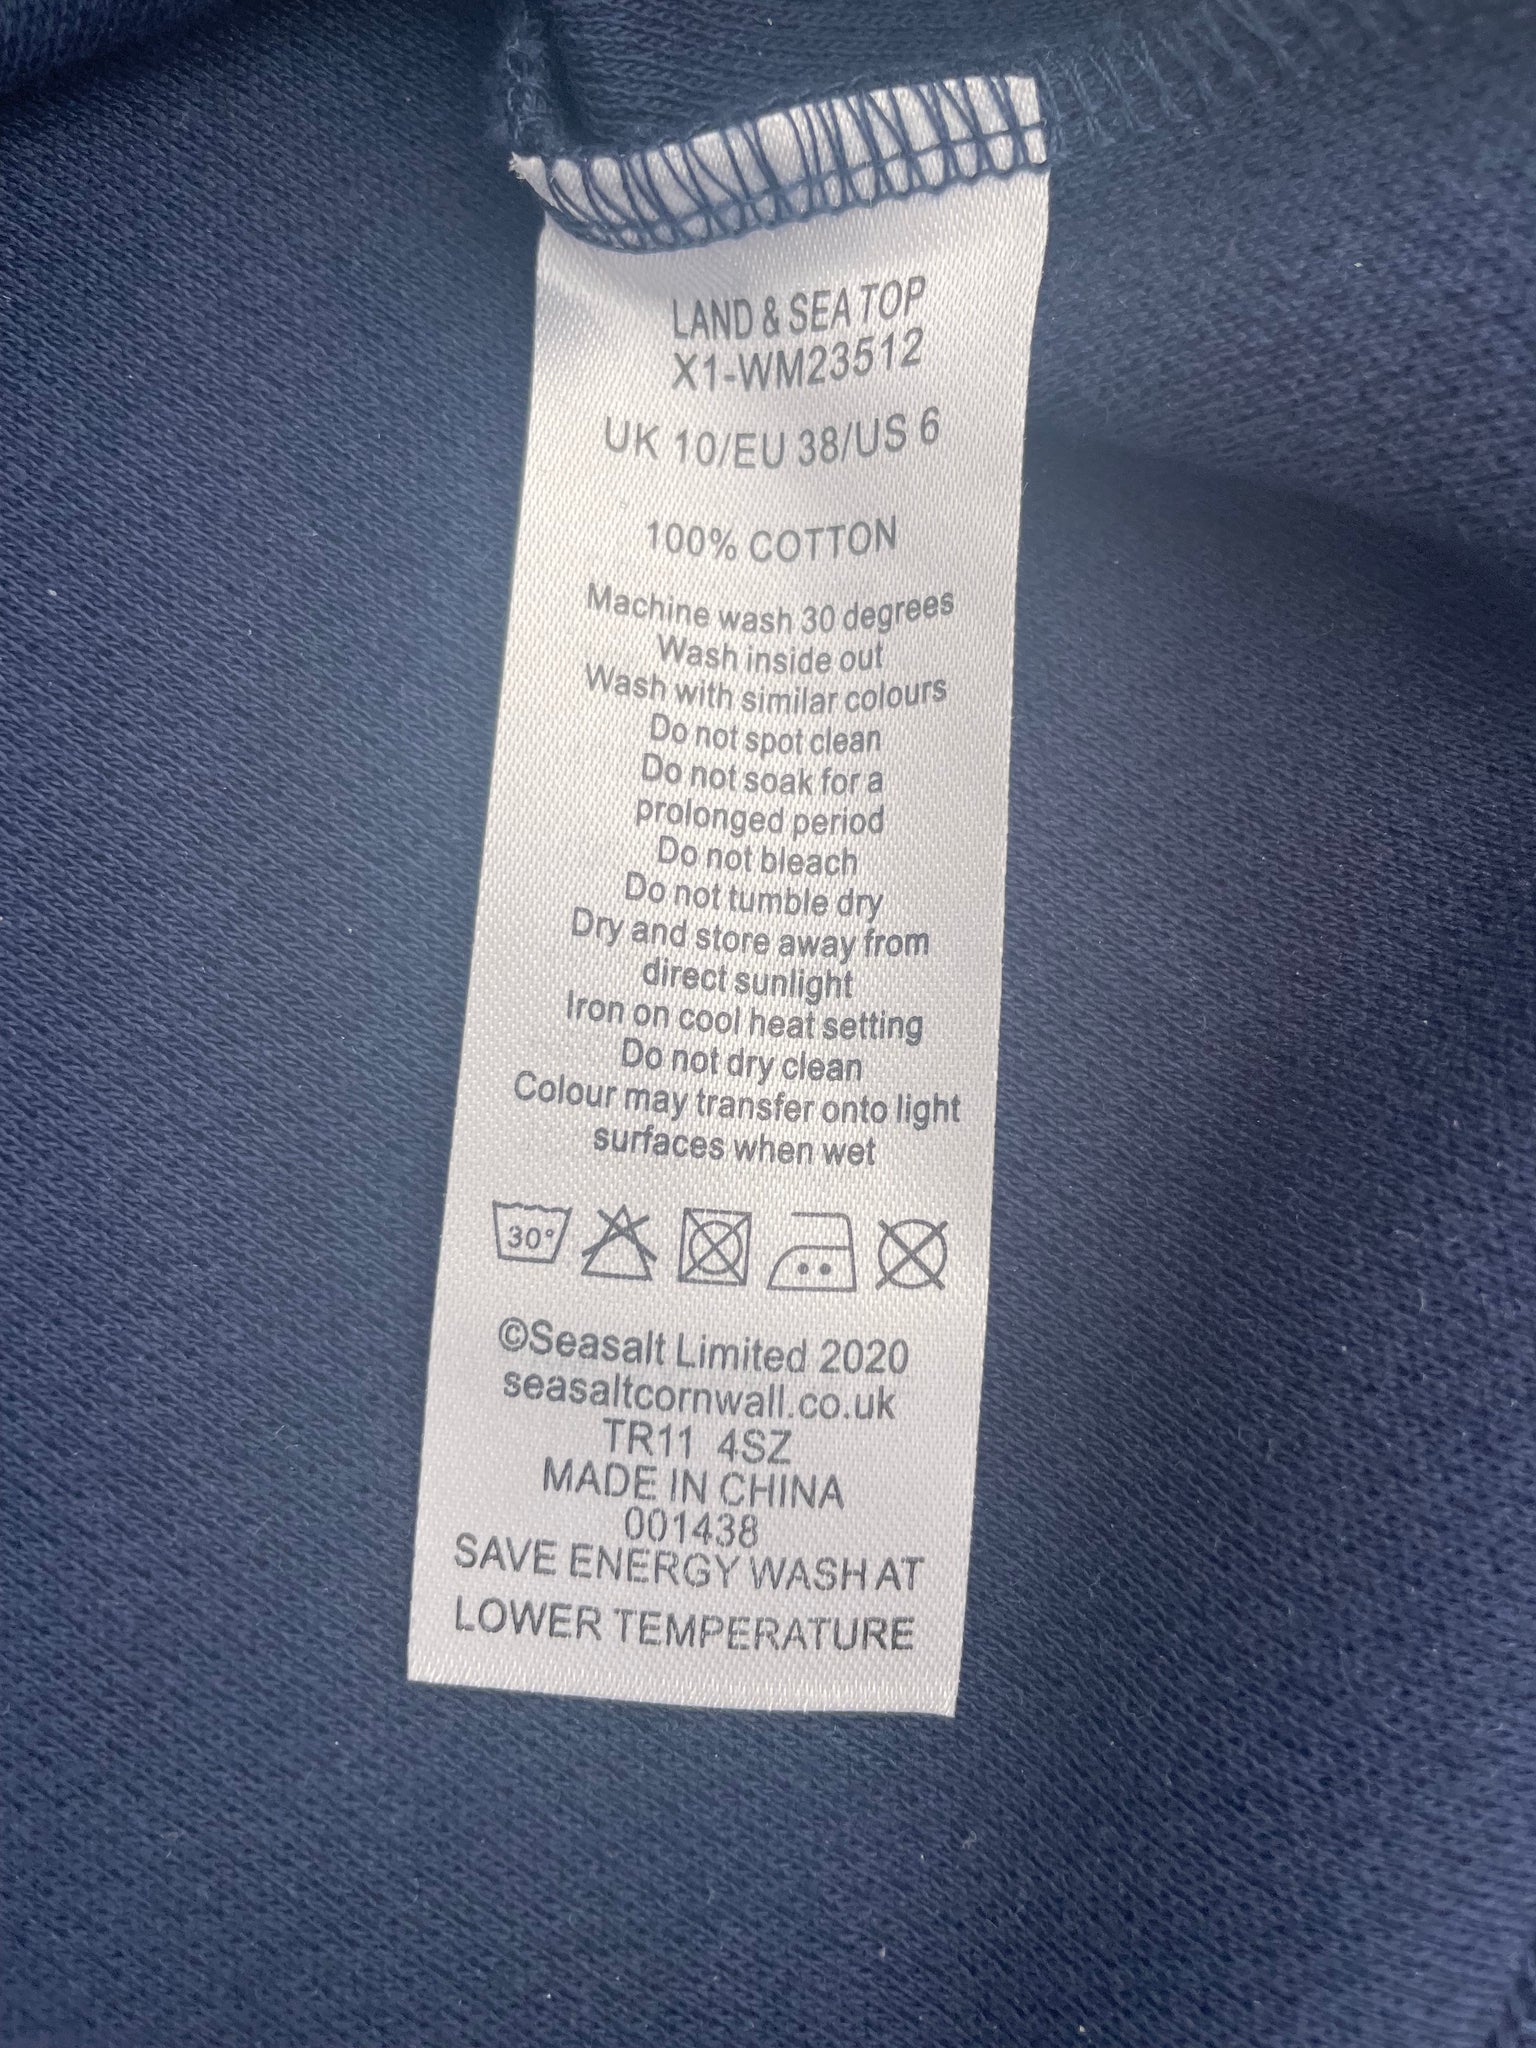 LAND & SEA TOP
X1-WM23512
UK 10/EU 38/US 6
100% COTTON
Machine wash 30 degrees
Wash inside out
Wash with similar colours
Do not spot clean
Do not soak for a
prolonged period
Do not bleach
Do not tumble dry
Dry and store away from
direct sunlight
Iron on cool heat setting
Do not dry clean
Colour may transfer onto light
surfaces when wet
30°
©Seasalt Limited 2020
seasaltcornwall.co.uk
TR11 4SZ
MADE IN CHINA
001438
SAVE ENERGY WASH AT
LOWER TEMPERATURE